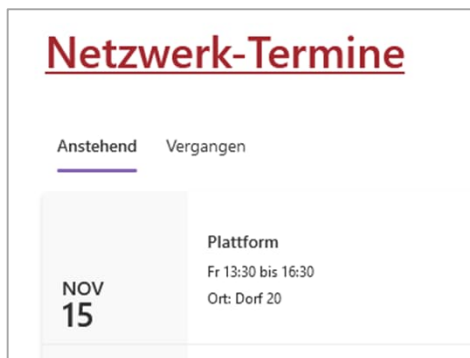 Netzwerk-Termine
Anstehend Vergangen
Plattform
Fr 13:30 bis 16:30
Ort: Dorf 20
NOV
15